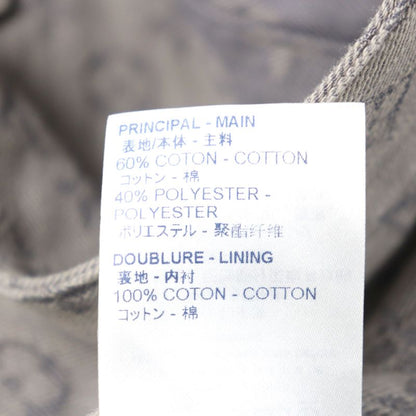 PRINCIPAL - MAIN
表地/本体 - 主料
60% COTON - COTTON
コットン - 棉
40% POLYESTER -
POLYESTER
ポリエステル - 聚酯纤维
DOUBLURE - LINING
裏地 - 内衬
100% COTON - COTTON
コットン - 棉